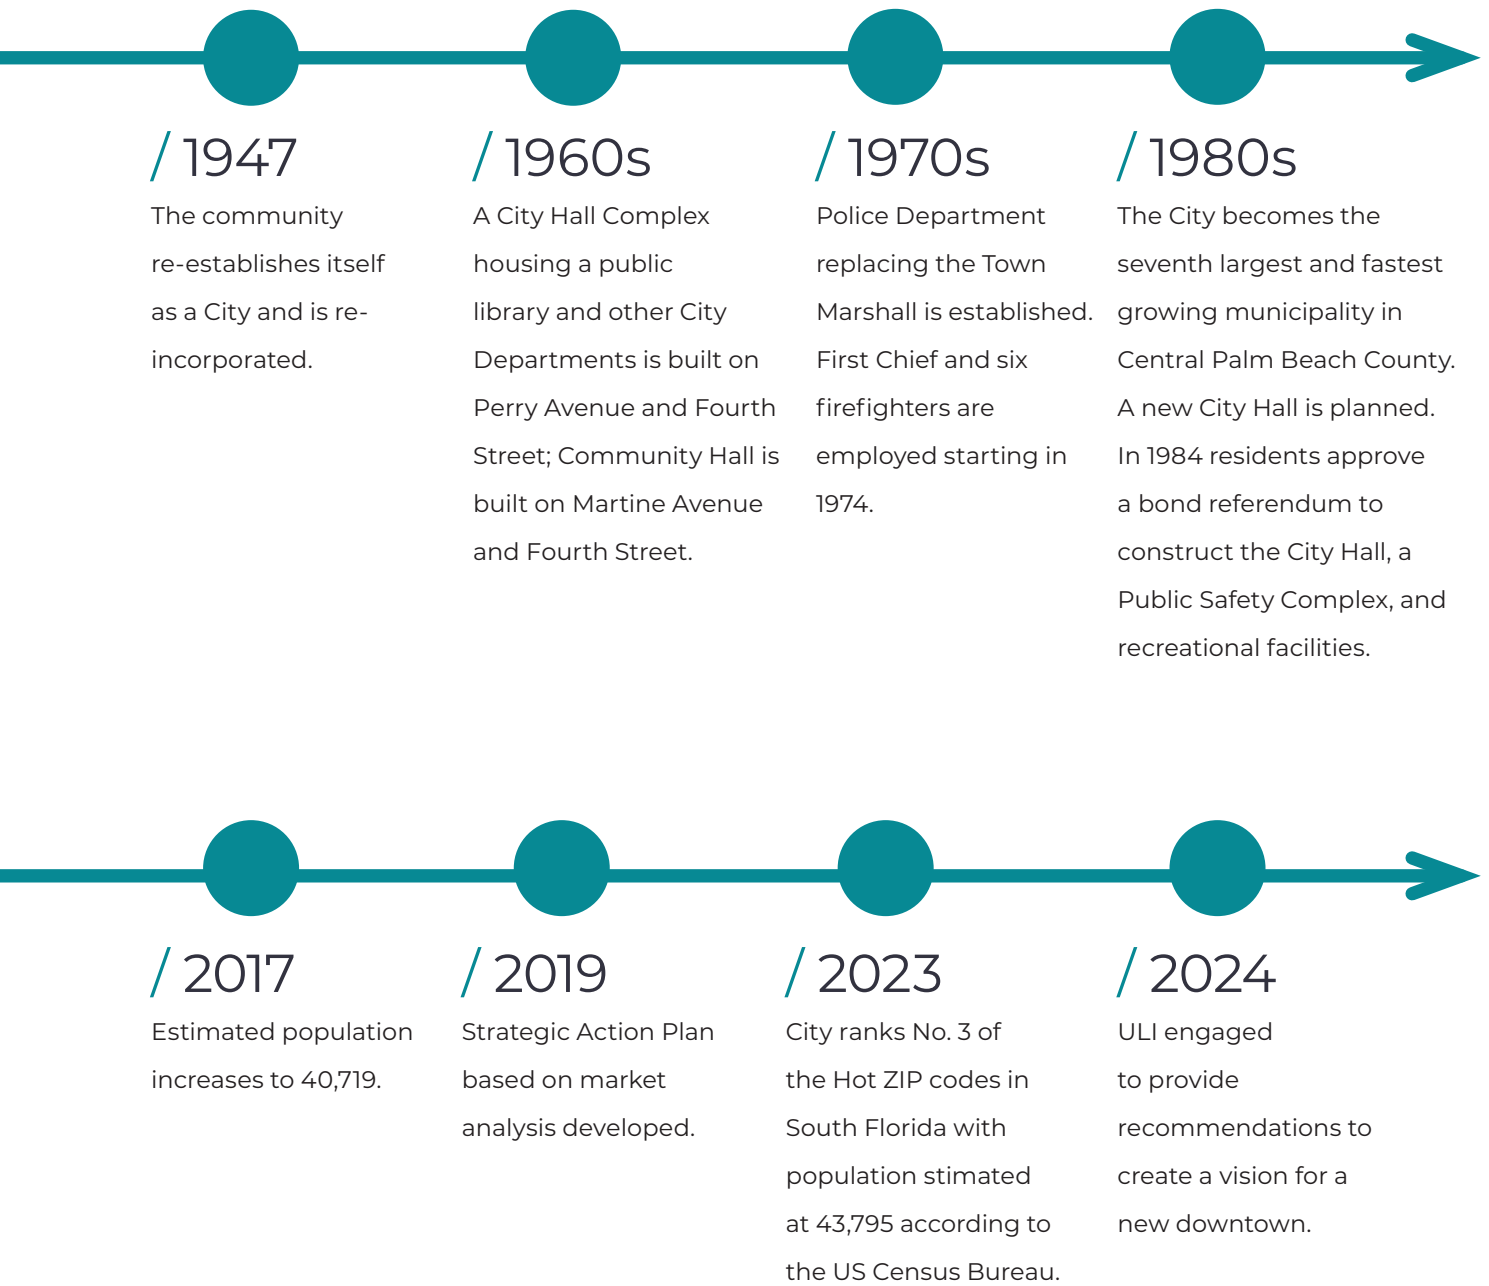 / 1947
The community
re-establishes itself
as a City and is re-
incorporated.
/ 1960s
A City Hall Complex
housing a public
library and other City
Departments is built on
Perry Avenue and Fourth
Street; Community Hall is
built on Martine Avenue
and Fourth Street.
/ 1970s
Police Department
replacing the Town
Marshall is established.
First Chief and six
firefighters are
employed starting in
1974.
/ 1980s
The City becomes the
seventh largest and fastest
growing municipality in
Central Palm Beach County.
A new City Hall is planned.
In 1984 residents approve
a bond referendum to
construct the City Hall, a
Public Safety Complex, and
recreational facilities.
/ 2017
Estimated population
increases to 40,719.
/ 2019
Strategic Action Plan
based on market
analysis developed.
/ 2023
City ranks No. 3 of
the Hot ZIP codes in
South Florida with
population stimated
at 43,795 according to
the US Census Bureau.
/ 2024
ULI engaged
to provide
recommendations to
create a vision for a
new downtown.